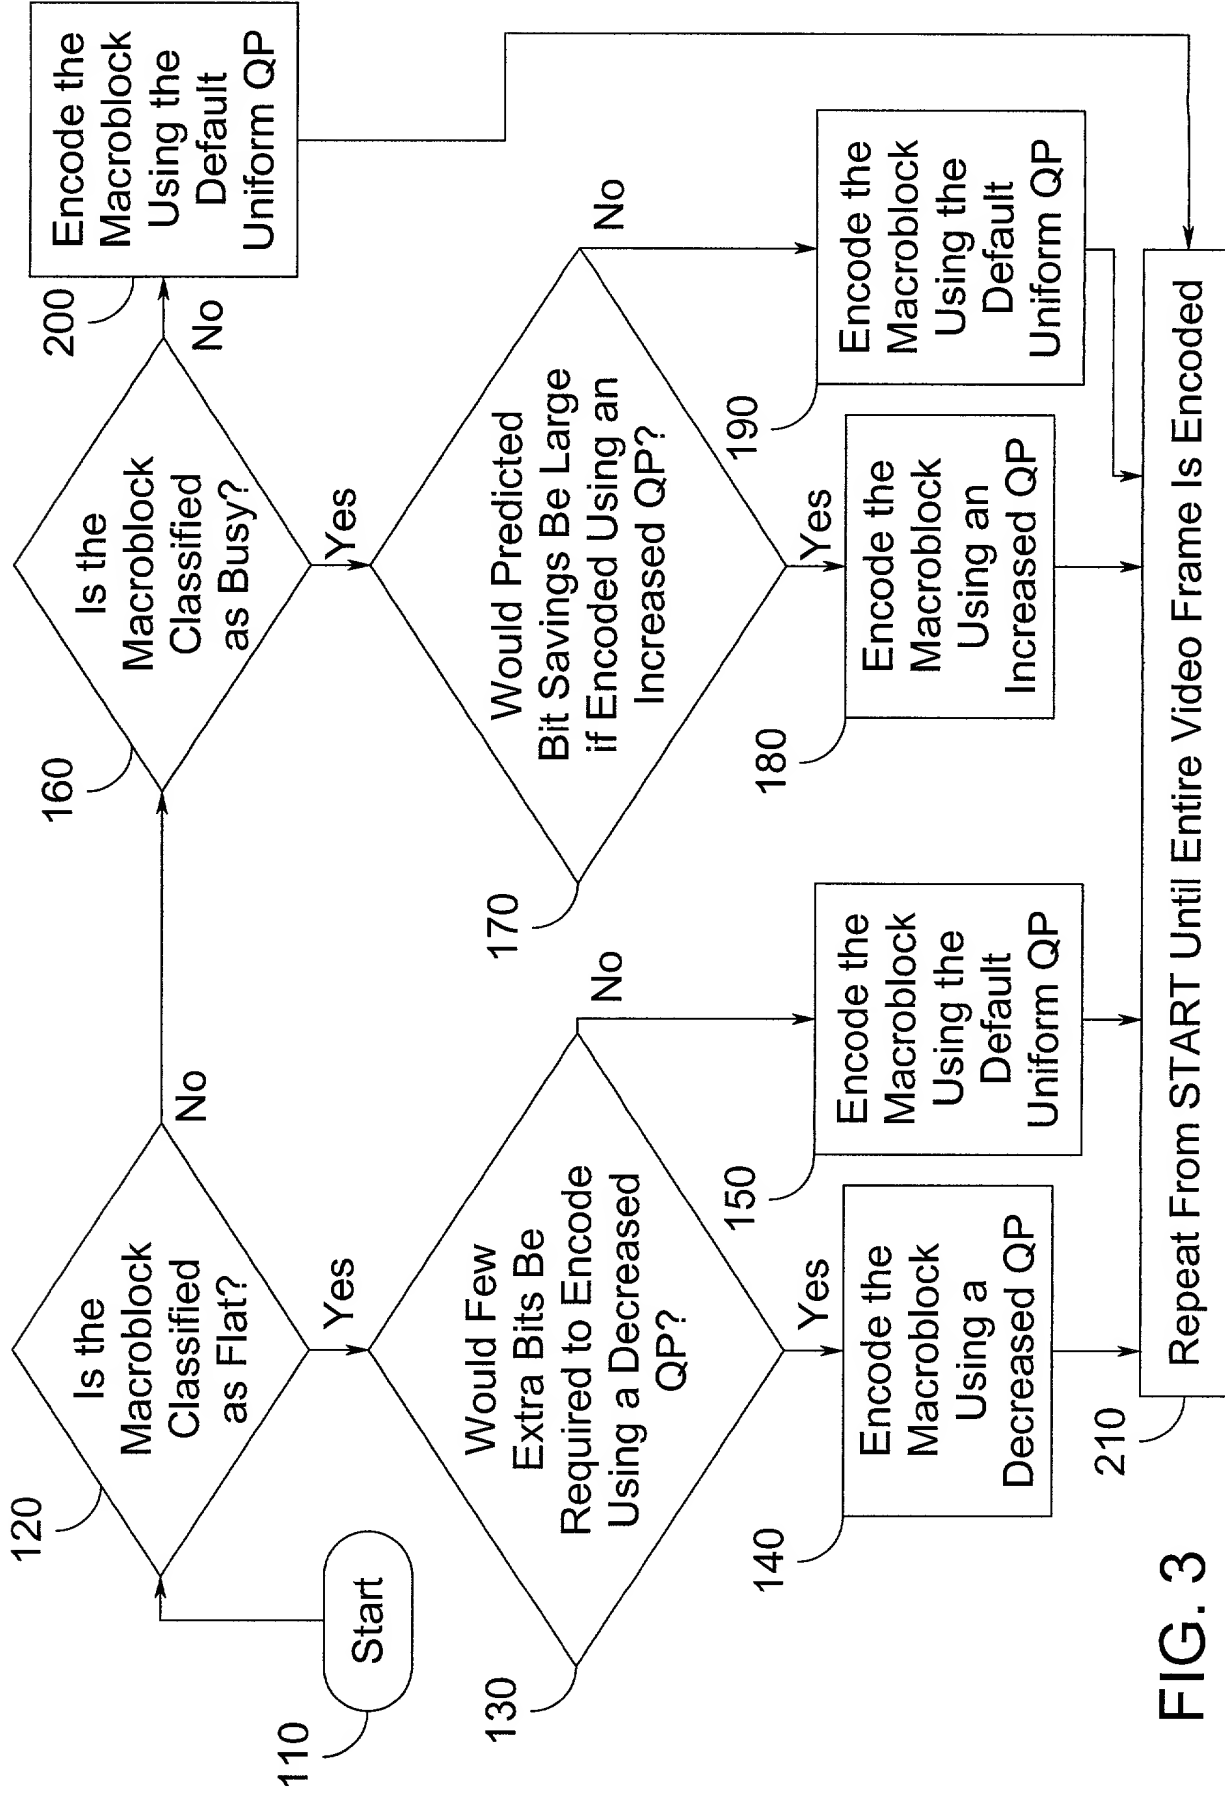 110
Start
120
Is the
Macroblock
Classified
as Flat?
No
Yes
130
Would Few
Extra Bits Be
Required to Encode
Using a Decreased
QP?
No
Yes
140
Encode the
Macroblock
Using a
Decreased QP
150
Encode the
Macroblock
Using the
Default
Uniform QP
160
Is the
Macroblock
Classified
as Busy?
No
Yes
170
Would Predicted
Bit Savings Be Large
if Encoded Using an
Increased QP?
No
Yes
180
Encode the
Macroblock
Using an
Increased QP
190
Encode the
Macroblock
Using the
Default
Uniform QP
200
Encode the
Macroblock
Using the
Default
Uniform QP
210
Repeat From START Until Entire Video Frame Is Encoded
FIG. 3